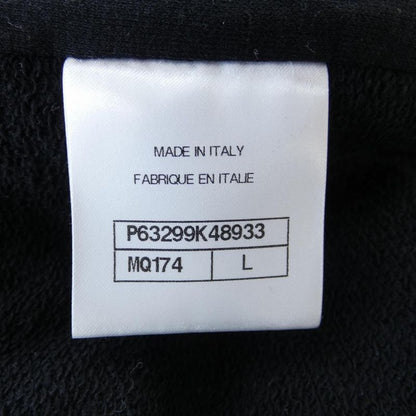 MADE IN ITALY
FABRIQUE EN ITALIE
P63299K48933
MQ174 L